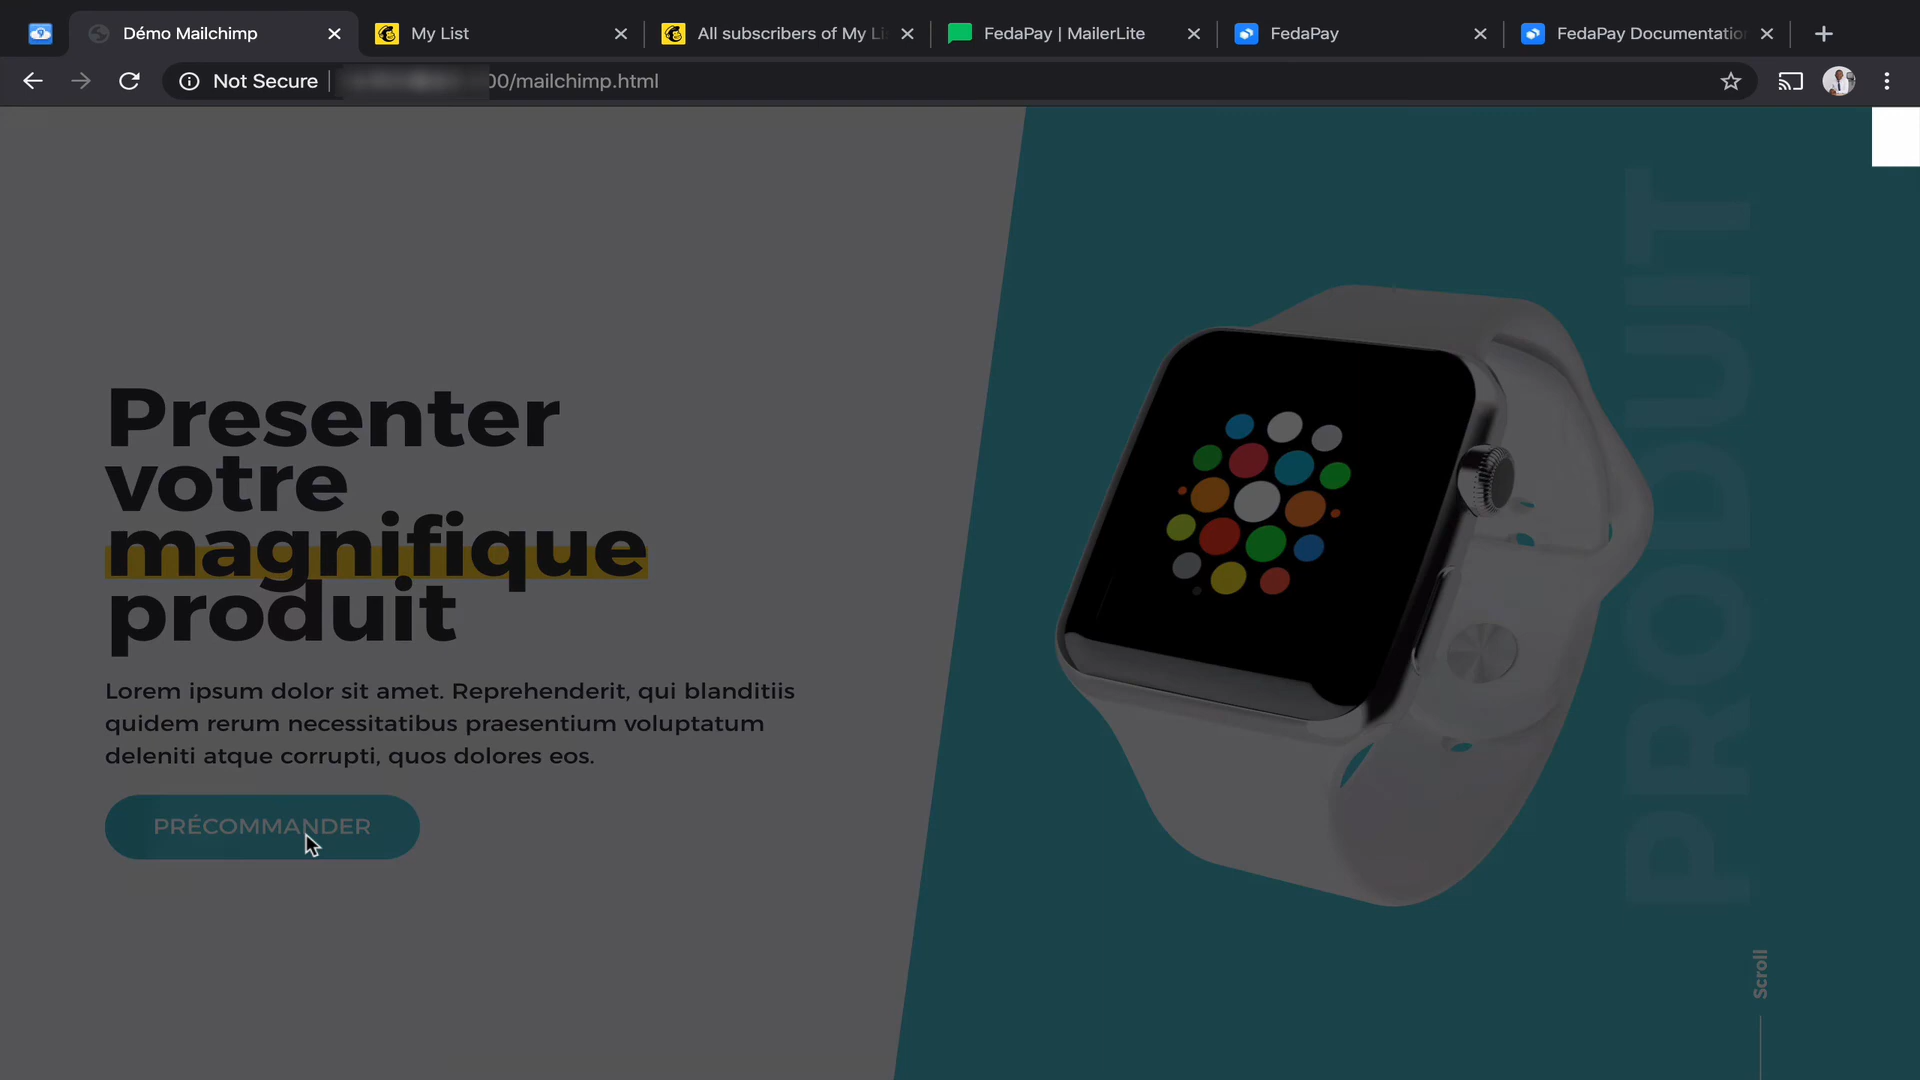 Démo Mailchimp
My List
All subscribers of My Li
FedaPay | MailerLite
FedaPay
FedaPay Documentation
Not Secure
00/mailchimp.html
Presenter
votre
magnifique
produit
Lorem ipsum dolor sit amet. Reprehenderit, qui blanditiis
quidem rerum necessitatibus praesentium voluptatum
deleniti atque corrupti, quos dolores eos.
PRÉCOMMANDER
PRODUIT
Scroll